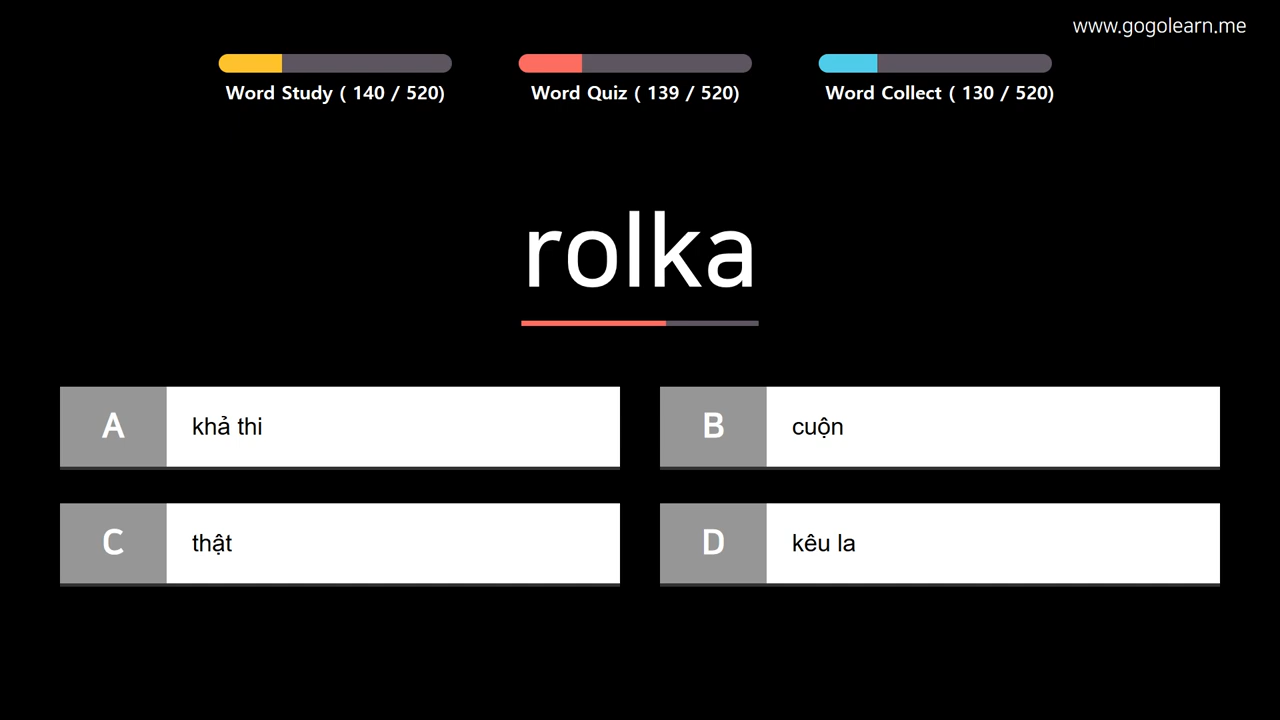 www.gogolearn.me
Word Study ( 140 / 520)
Word Quiz ( 139 / 520)
Word Collect ( 130 / 520)
rolka
A khả thi
B cuộn
C thật
D kêu la